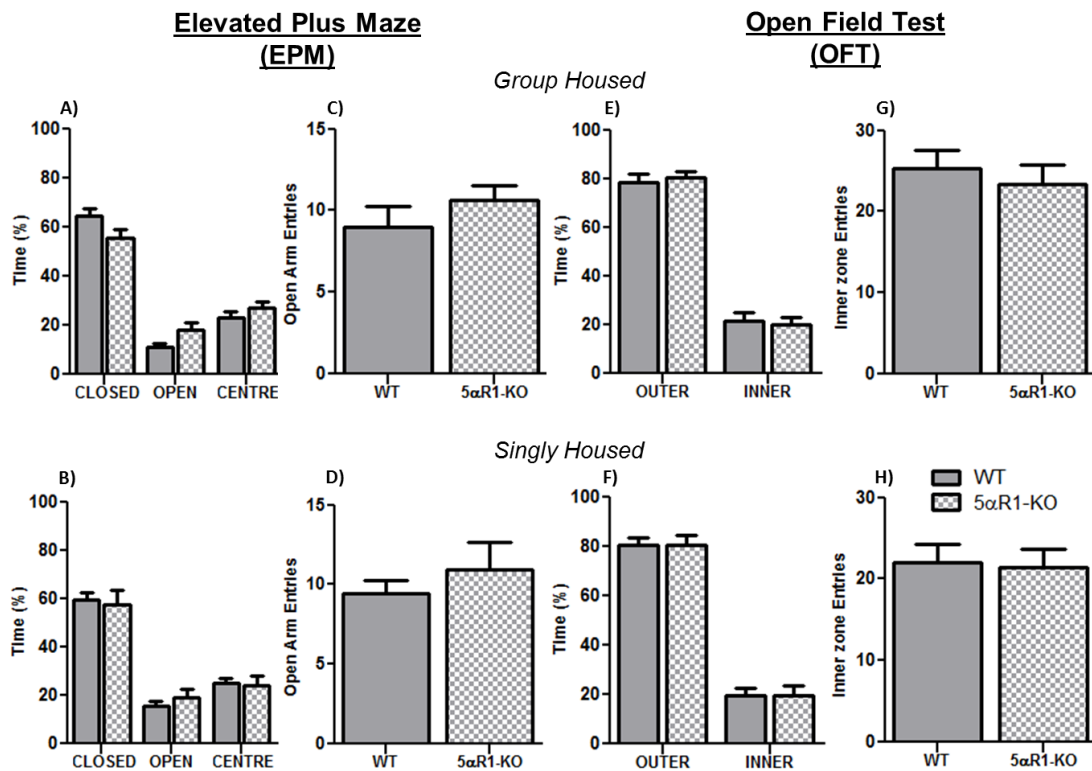 Elevated Plus Maze
(EPM)
Open Field Test
(OFT)
Group Housed
A)
C)
E)
G)
100
80
60
40
20
0
Time (%)
CLOSED OPEN CENTRE
15
10
5
0
Open Arm Entries
WT 5αR1-KO
100
80
60
40
20
0
Time (%)
OUTER INNER
30
20
10
0
Inner zone Entries
WT 5αR1-KO
Singly Housed
B)
D)
F)
H)
100
80
60
40
20
0
Time (%)
CLOSED OPEN CENTRE
15
10
5
0
Open Arm Entries
WT 5αR1-KO
100
80
60
40
20
0
Time (%)
OUTER INNER
WT
5αR1-KO
30
20
10
0
Inner zone Entries
WT 5αR1-KO